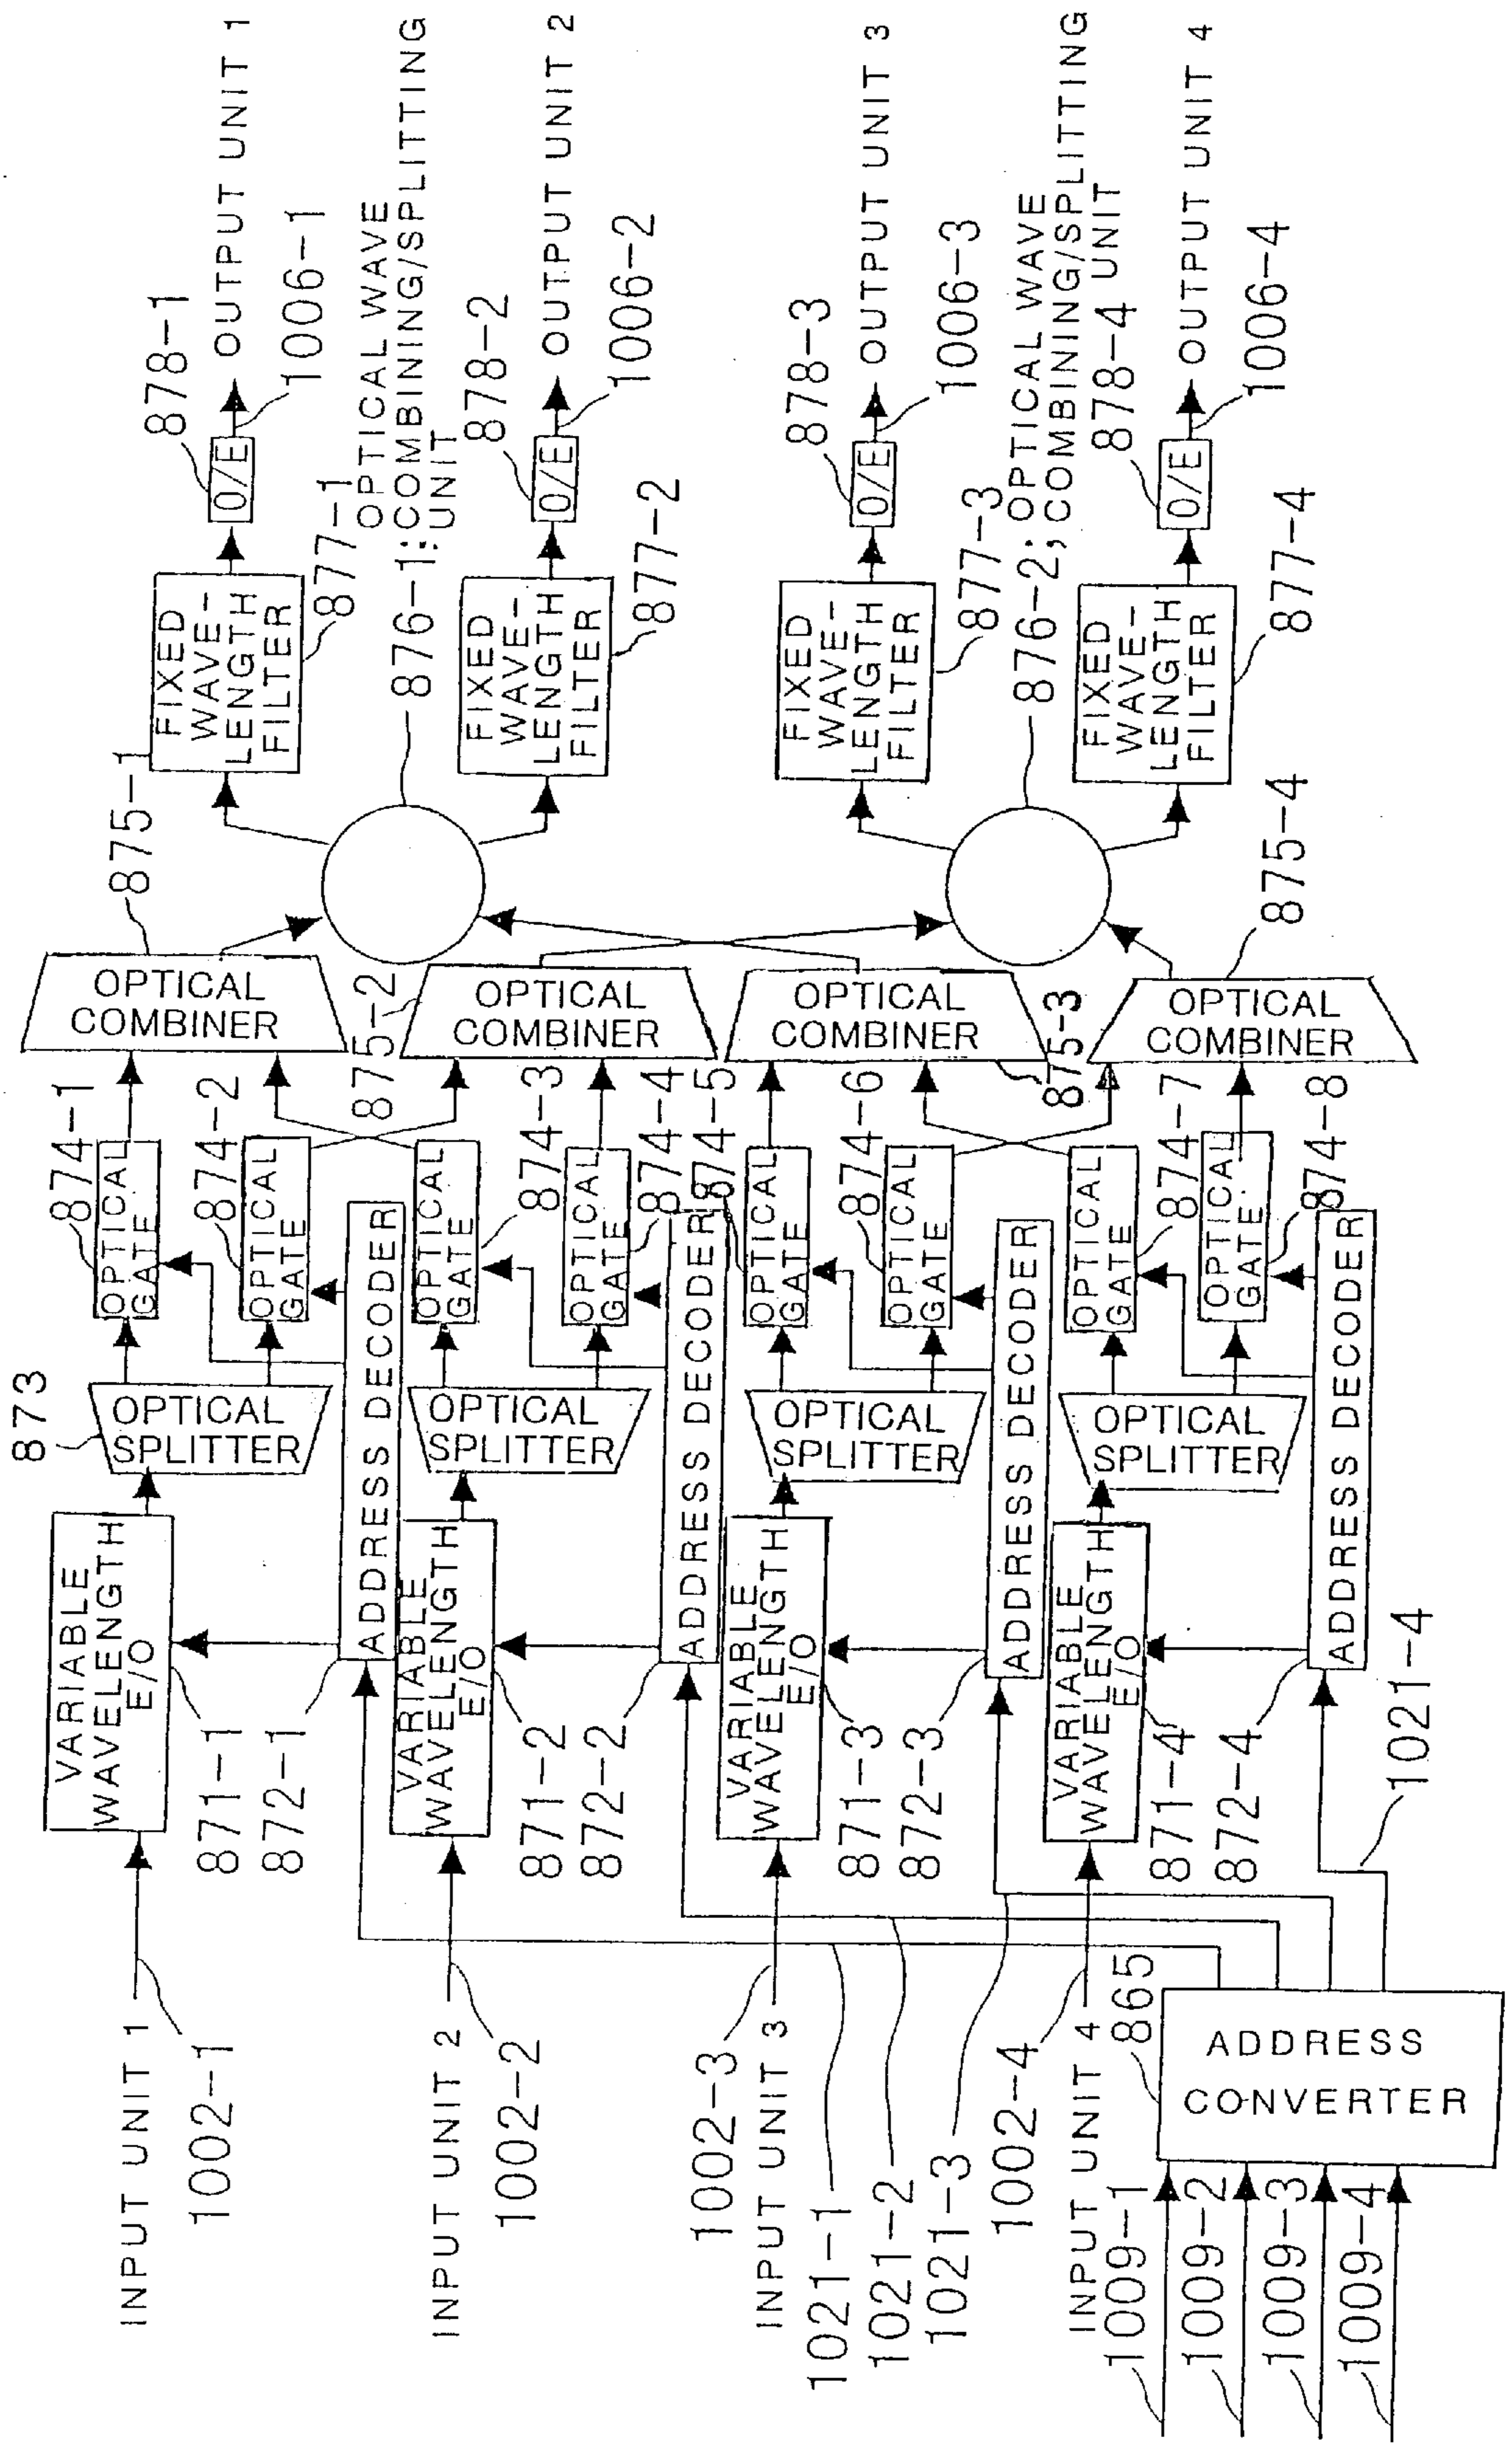 INPUT UNIT 1
1002-1
VARIABLE
WAVELENGTH
E/O
871-1
872-1
ADDRESS DECODER
873
OPTICAL
SPLITTER
874-1
OPTICAL
GATE
874-2
OPTICAL
GATE
OPTICAL
COMBINER
875-1
FIXED
WAVE-
LENGTH
FILTER
877-1
878-1
O/E
OUTPUT UNIT 1
1006-1
OPTICAL WAVE
876-1;COMBINING/SPLITTING
UNIT
INPUT UNIT 2
1002-2
VARIABLE
WAVELENGTH
E/O
871-2
872-2
ADDRESS DECODER
OPTICAL
SPLITTER
OPTICAL
GATE
874-3
OPTICAL
GATE
874-4
875-2
OPTICAL
COMBINER
FIXED
WAVE-
LENGTH
FILTER
877-2
878-2
O/E
OUTPUT UNIT 2
1006-2
INPUT UNIT 3
1002-3
VARIABLE
WAVELENGTH
E/O
871-3
872-3
ADDRESS DECODER
OPTICAL
SPLITTER
874-5
OPTICAL
GATE
874-6
OPTICAL
GATE
OPTICAL
COMBINER
875-3
FIXED
WAVE-
LENGTH
FILTER
877-3
878-3
O/E
OUTPUT UNIT 3
1006-3
OPTICAL WAVE
876-2;COMBINING/SPLITTING
UNIT
INPUT UNIT 4
1002-4
VARIABLE
WAVELENGTH
E/O
871-4
872-4
ADDRESS DECODER
OPTICAL
SPLITTER
OPTICAL
GATE
874-7
OPTICAL
GATE
874-8
OPTICAL
COMBINER
875-4
FIXED
WAVE-
LENGTH
FILTER
877-4
878-4
O/E
OUTPUT UNIT 4
1006-4
1021-1
1021-2
1021-3
1021-4
865
ADDRESS
CONVERTER
1009-1
1009-2
1009-3
1009-4